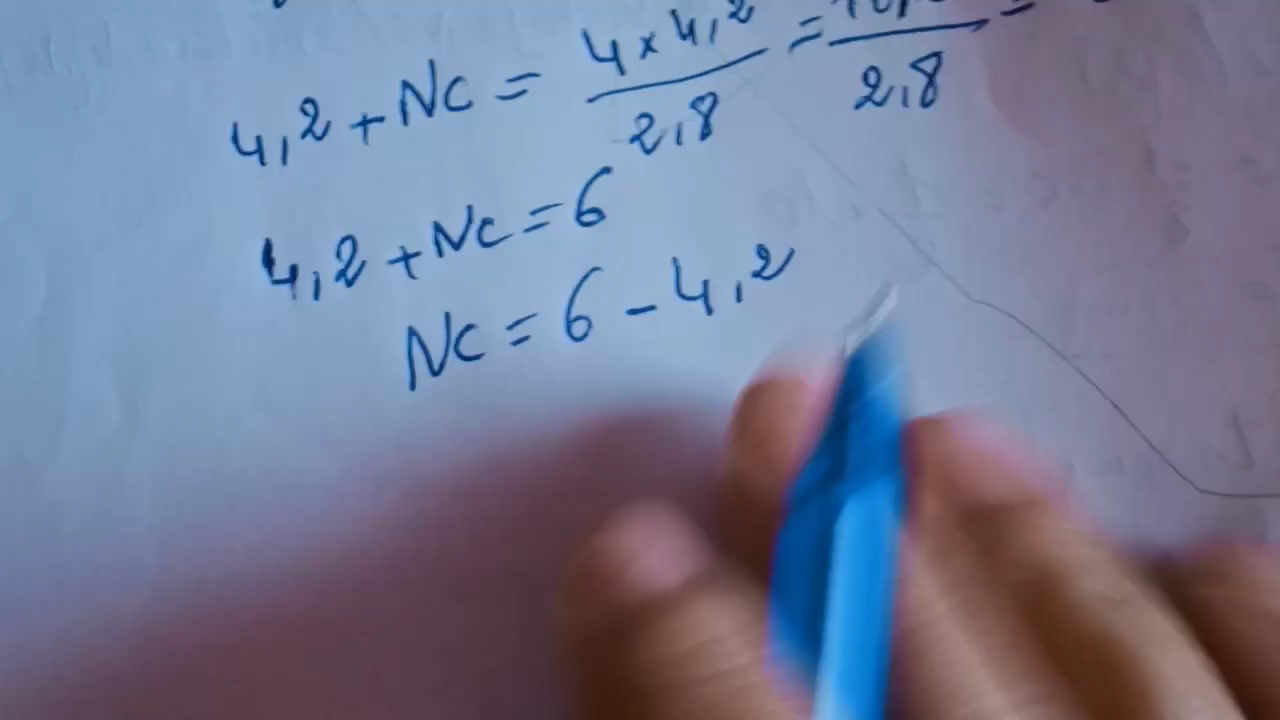 4,2 + NC = 4 × 4,2 / 2,8 = / 2,8 =
4,2 + NC = 6
NC = 6 - 4,2